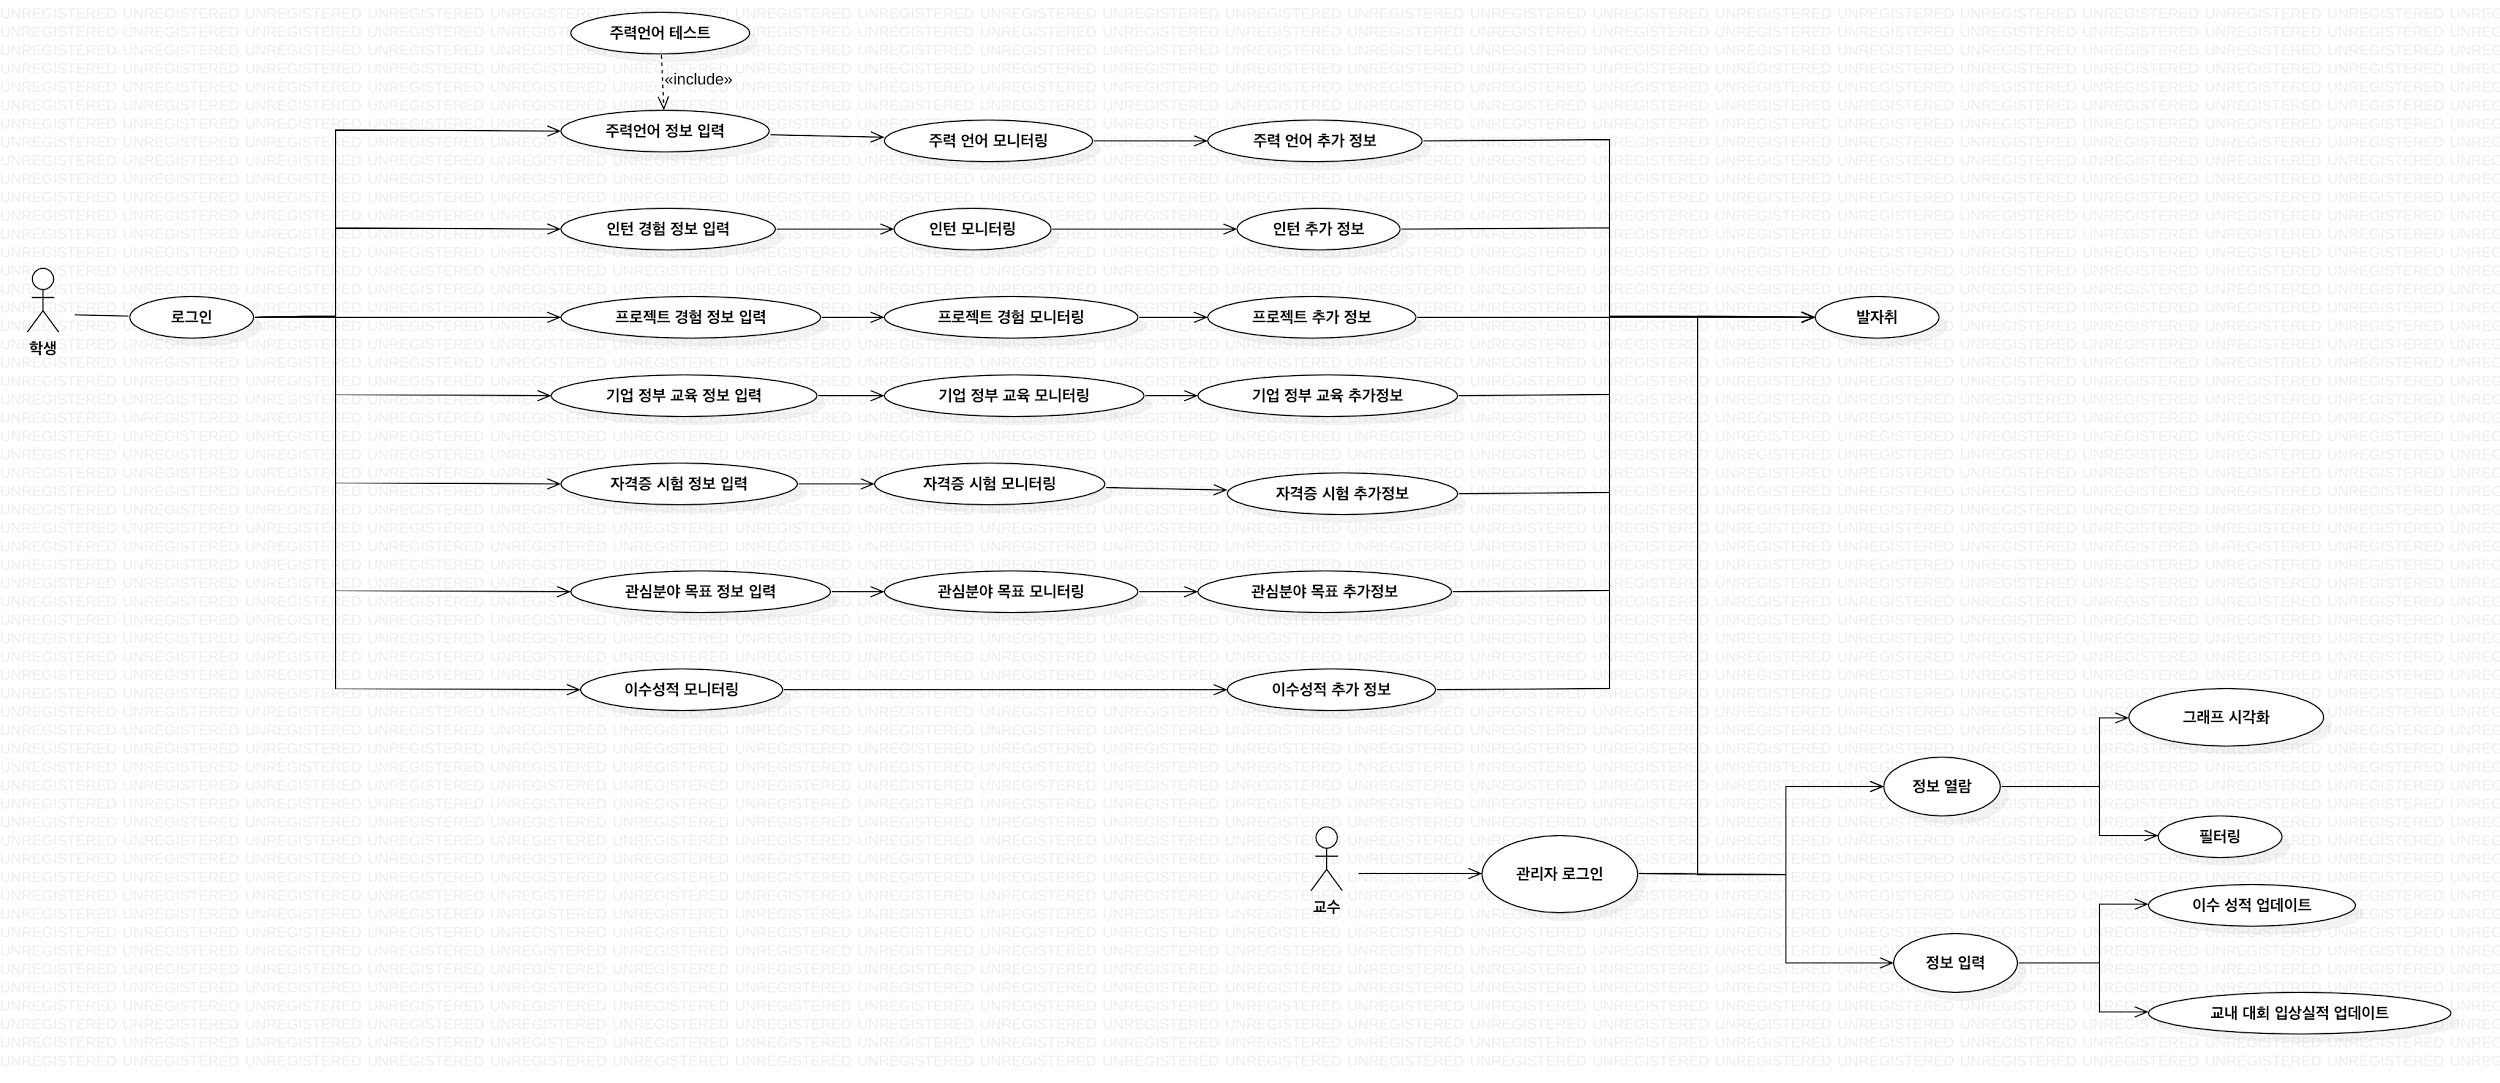 주력언어 테스트
«include»
주력언어 정보 입력
주력 언어 모니터링
주력 언어 추가 정보
인턴 경험 정보 입력
인턴 모니터링
인턴 추가 정보
학생
로그인
프로젝트 경험 정보 입력
프로젝트 경험 모니터링
프로젝트 추가 정보
발자취
기업 정부 교육 정보 입력
기업 정부 교육 모니터링
기업 정부 교육 추가정보
자격증 시험 정보 입력
자격증 시험 모니터링
자격증 시험 추가정보
관심분야 목표 정보 입력
관심분야 목표 모니터링
관심분야 목표 추가정보
이수성적 모니터링
이수성적 추가 정보
그래프 시각화
정보 열람
필터링
교수
관리자 로그인
이수 성적 업데이트
정보 입력
교내 대회 입상실적 업데이트
UNREGISTERED